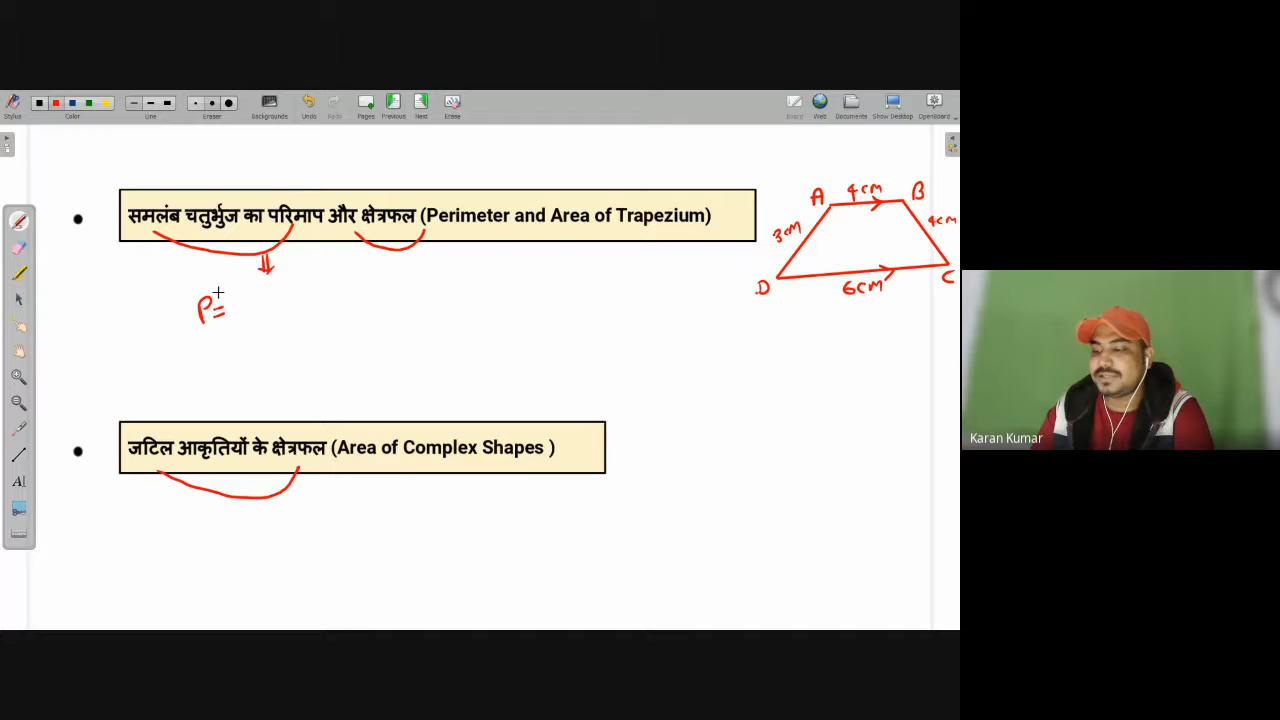 Stylus Color Line Eraser Backgrounds Undo Redo Pages Previous Next Erase Board Web Documents Show Desktop OpenBoard
समलंब चतुर्भुज का परिमाप और क्षेत्रफल (Perimeter and Area of Trapezium)
A 4cm B
3cm 4cm
D 6cm C
P=
जटिल आकृतियों के क्षेत्रफल (Area of Complex Shapes )
Karan Kumar